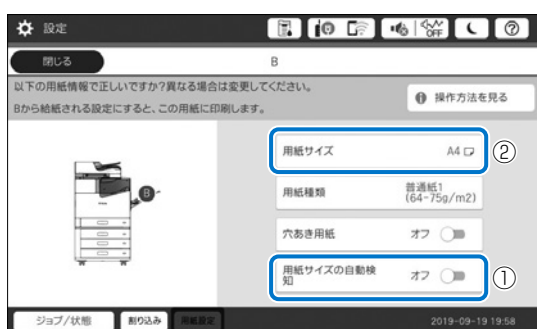 設定
OFF
閉じる
B
以下の用紙情報で正しいですか?異なる場合は変更してください。
Bから給紙される設定にすると、この用紙に印刷します。
操作方法を見る
用紙サイズ
A4
②
B
用紙種類
普通紙1
(64-75g/m2)
穴あき用紙
オフ
用紙サイズの自動検
知
オフ
①
ジョブ/状態
割り込み
用紙設定
2019-09-19 19:58